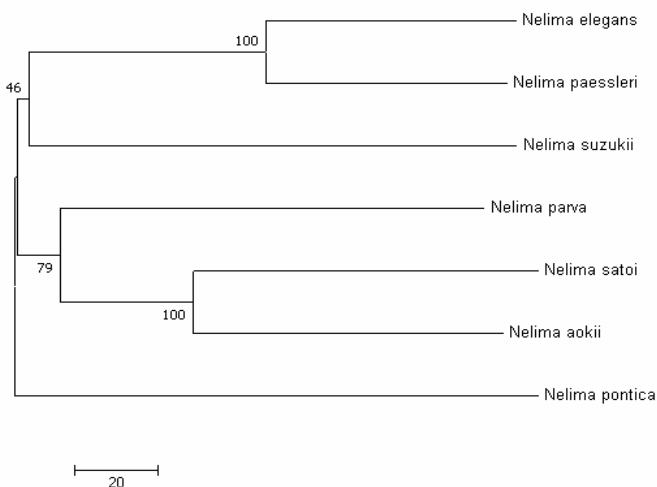 Nelima elegans
100
Nelima paessleri
46
Nelima suzukii
Nelima parva
79
Nelima satoi
100
Nelima aokii
Nelima pontica
20